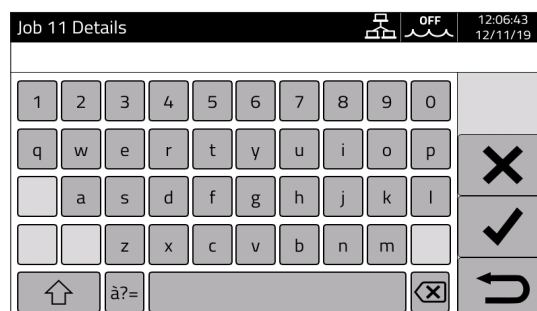 Job 11 Details OFF 12:06:43
12/11/19
1 2 3 4 5 6 7 8 9 0
q w e r t y u i o p
a s d f g h j k l
z x c v b n m
à?=